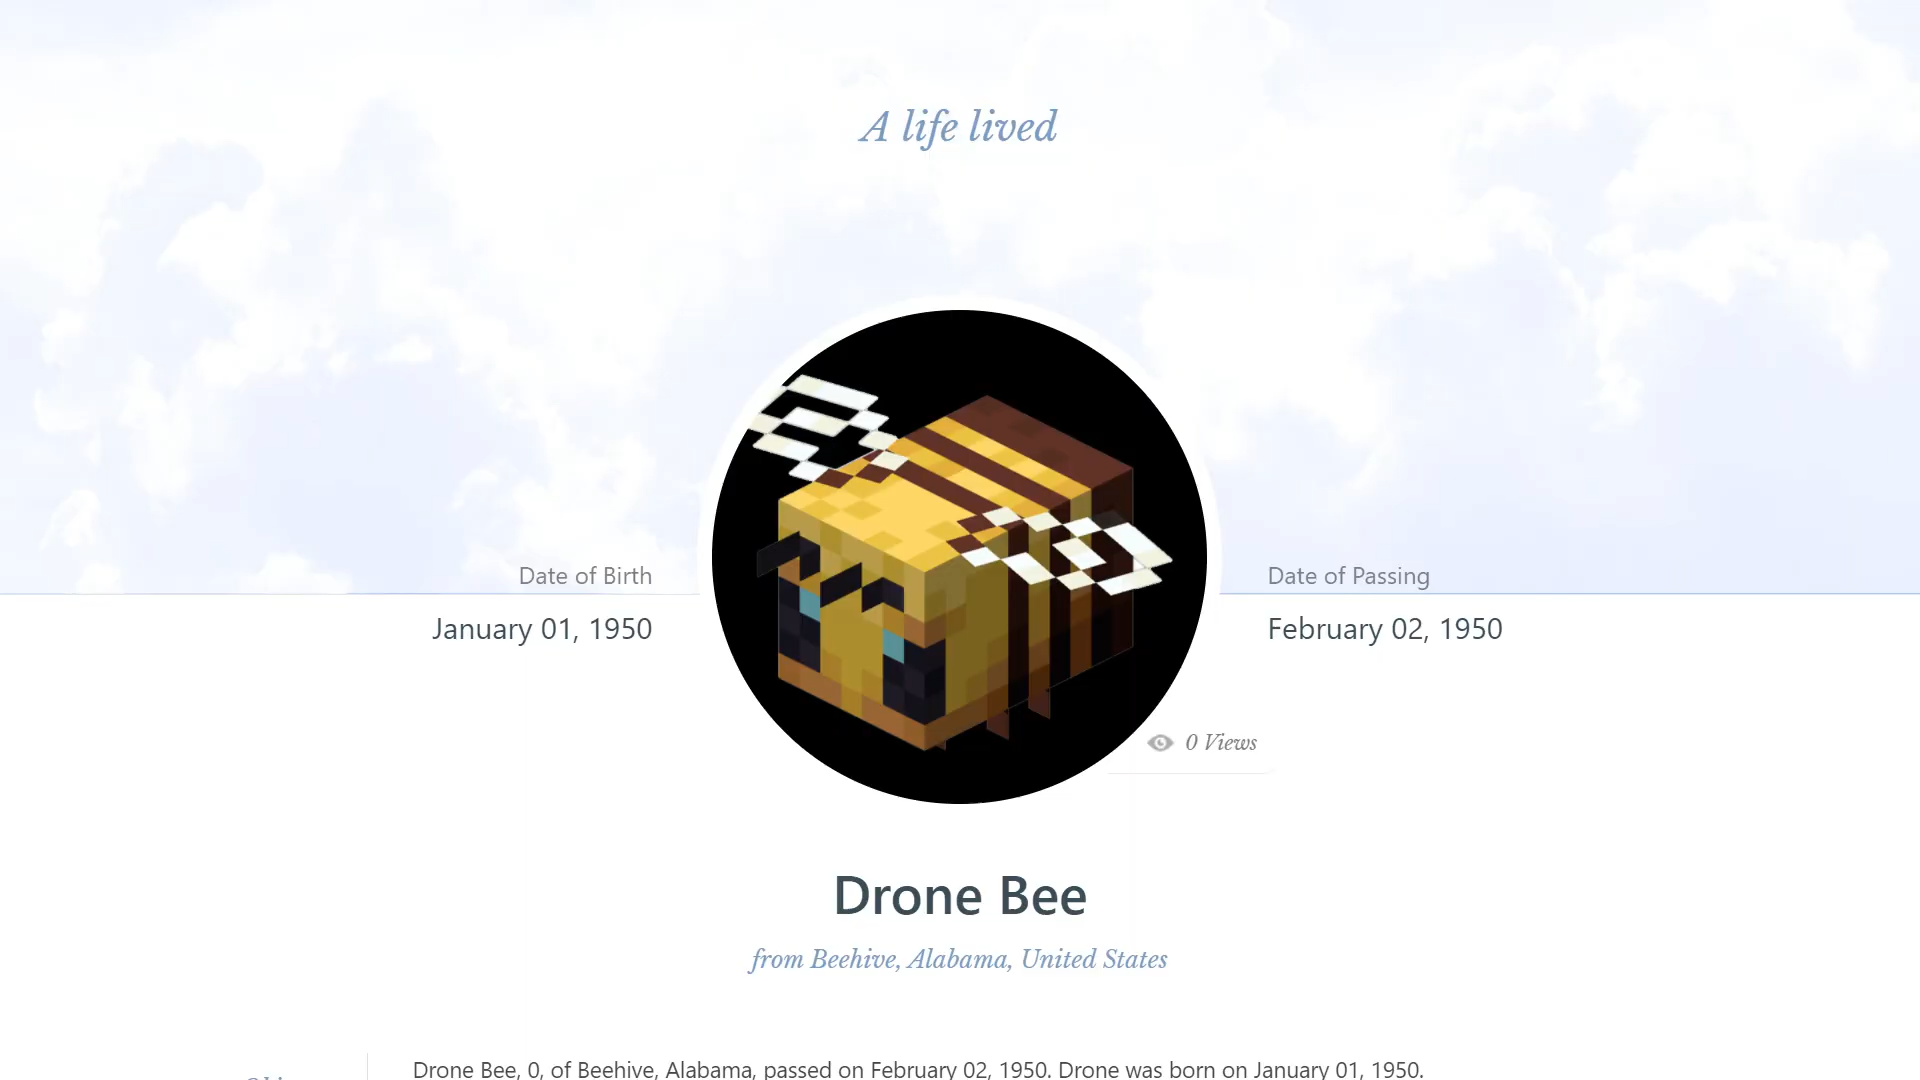 A life lived
Date of Birth
January 01, 1950
Date of Passing
February 02, 1950
0 Views
Drone Bee
from Beehive, Alabama, United States
Drone Bee, 0, of Beehive, Alabama, passed on February 02, 1950. Drone was born on January 01, 1950.